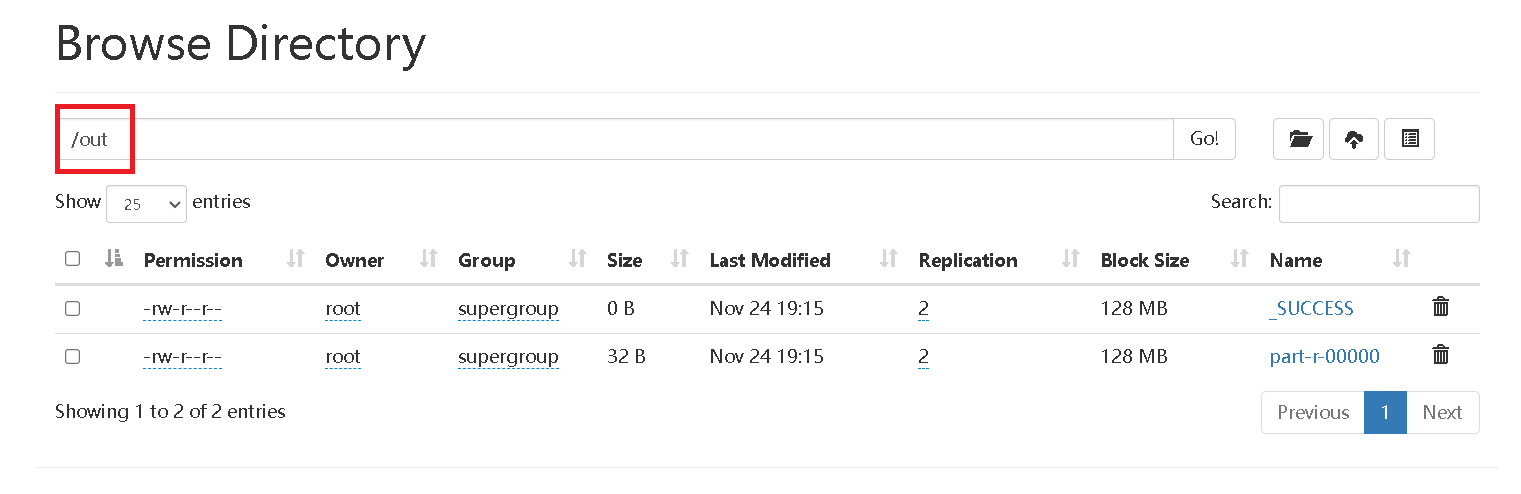 Browse Directory
/out Go!
Show 25 entries Search:
Permission Owner Group Size Last Modified Replication Block Size Name
-rw-r--r-- root supergroup 0 B Nov 24 19:15 2 128 MB _SUCCESS
-rw-r--r-- root supergroup 32 B Nov 24 19:15 2 128 MB part-r-00000
Showing 1 to 2 of 2 entries Previous 1 Next